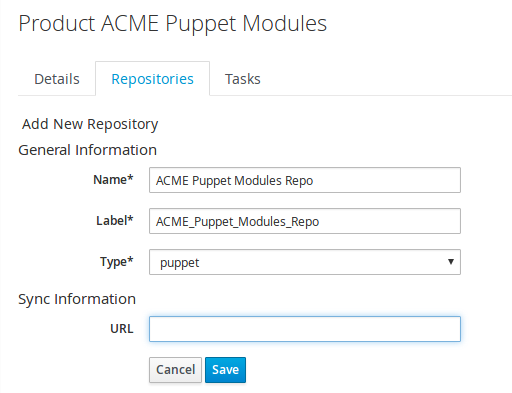 Product ACME Puppet Modules
Details Repositories Tasks
Add New Repository
General Information
Name* ACME Puppet Modules Repo
Label* ACME_Puppet_Modules_Repo
Type* puppet
Sync Information
URL
Cancel Save